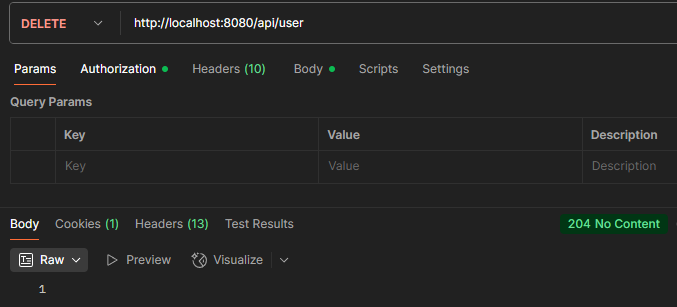 DELETE http://localhost:8080/api/user
Params Authorization Headers (10) Body Scripts Settings
Query Params
Key Value Description
Key Value Description
Body Cookies (1) Headers (13) Test Results 204 No Content
Raw Preview Visualize
1